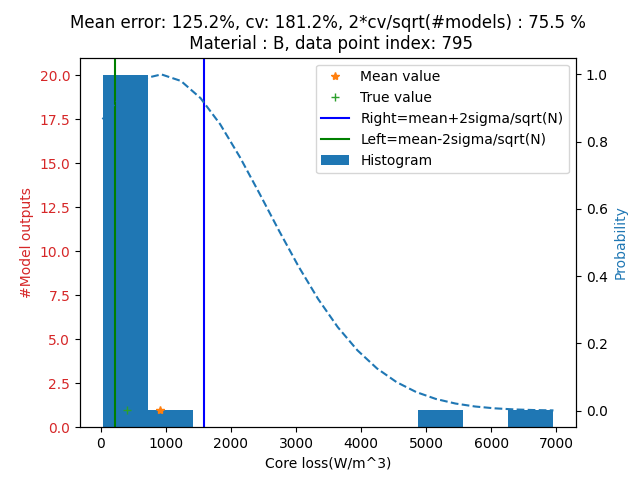 Mean error: 125.2%, cv: 181.2%, 2*cv/sqrt(#models) : 75.5 %
Material : B, data point index: 795
20.0
17.5
15.0
12.5
10.0
7.5
5.0
2.5
0.0
#Model outputs
Mean value
True value
Right=mean+2sigma/sqrt(N)
Left=mean-2sigma/sqrt(N)
Histogram
1.0
0.8
0.6
0.4
0.2
0.0
Probability
0 1000 2000 3000 4000 5000 6000 7000
Core loss(W/m^3)